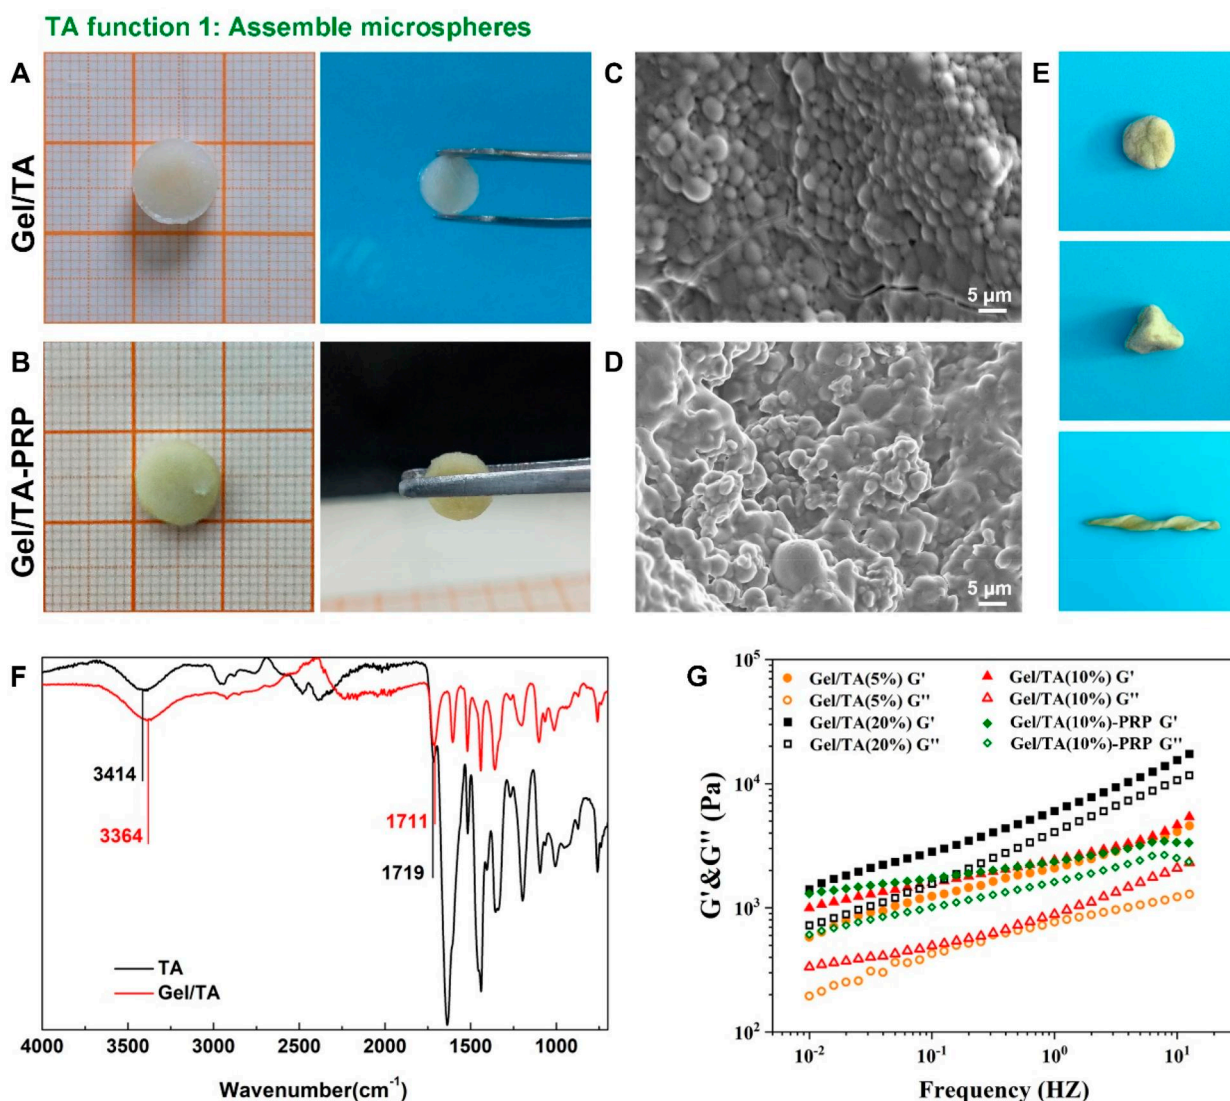 TA function 1: Assemble microspheres
A
Gel/TA
C
5 μm
E
B
Gel/TA-PRP
D
5 μm
F
3414
3364
1711
1719
TA
Gel/TA
4000 3500 3000 2500 2000 1500 1000
Wavenumber(cm⁻¹)
G
Gel/TA(5%) G'
Gel/TA(5%) G''
Gel/TA(20%) G'
Gel/TA(20%) G''
Gel/TA(10%) G'
Gel/TA(10%) G''
Gel/TA(10%)-PRP G'
Gel/TA(10%)-PRP G''
G'&G'' (Pa)
10⁵
10⁴
10³
10²
10⁻² 10⁻¹ 10⁰ 10¹
Frequency (HZ)